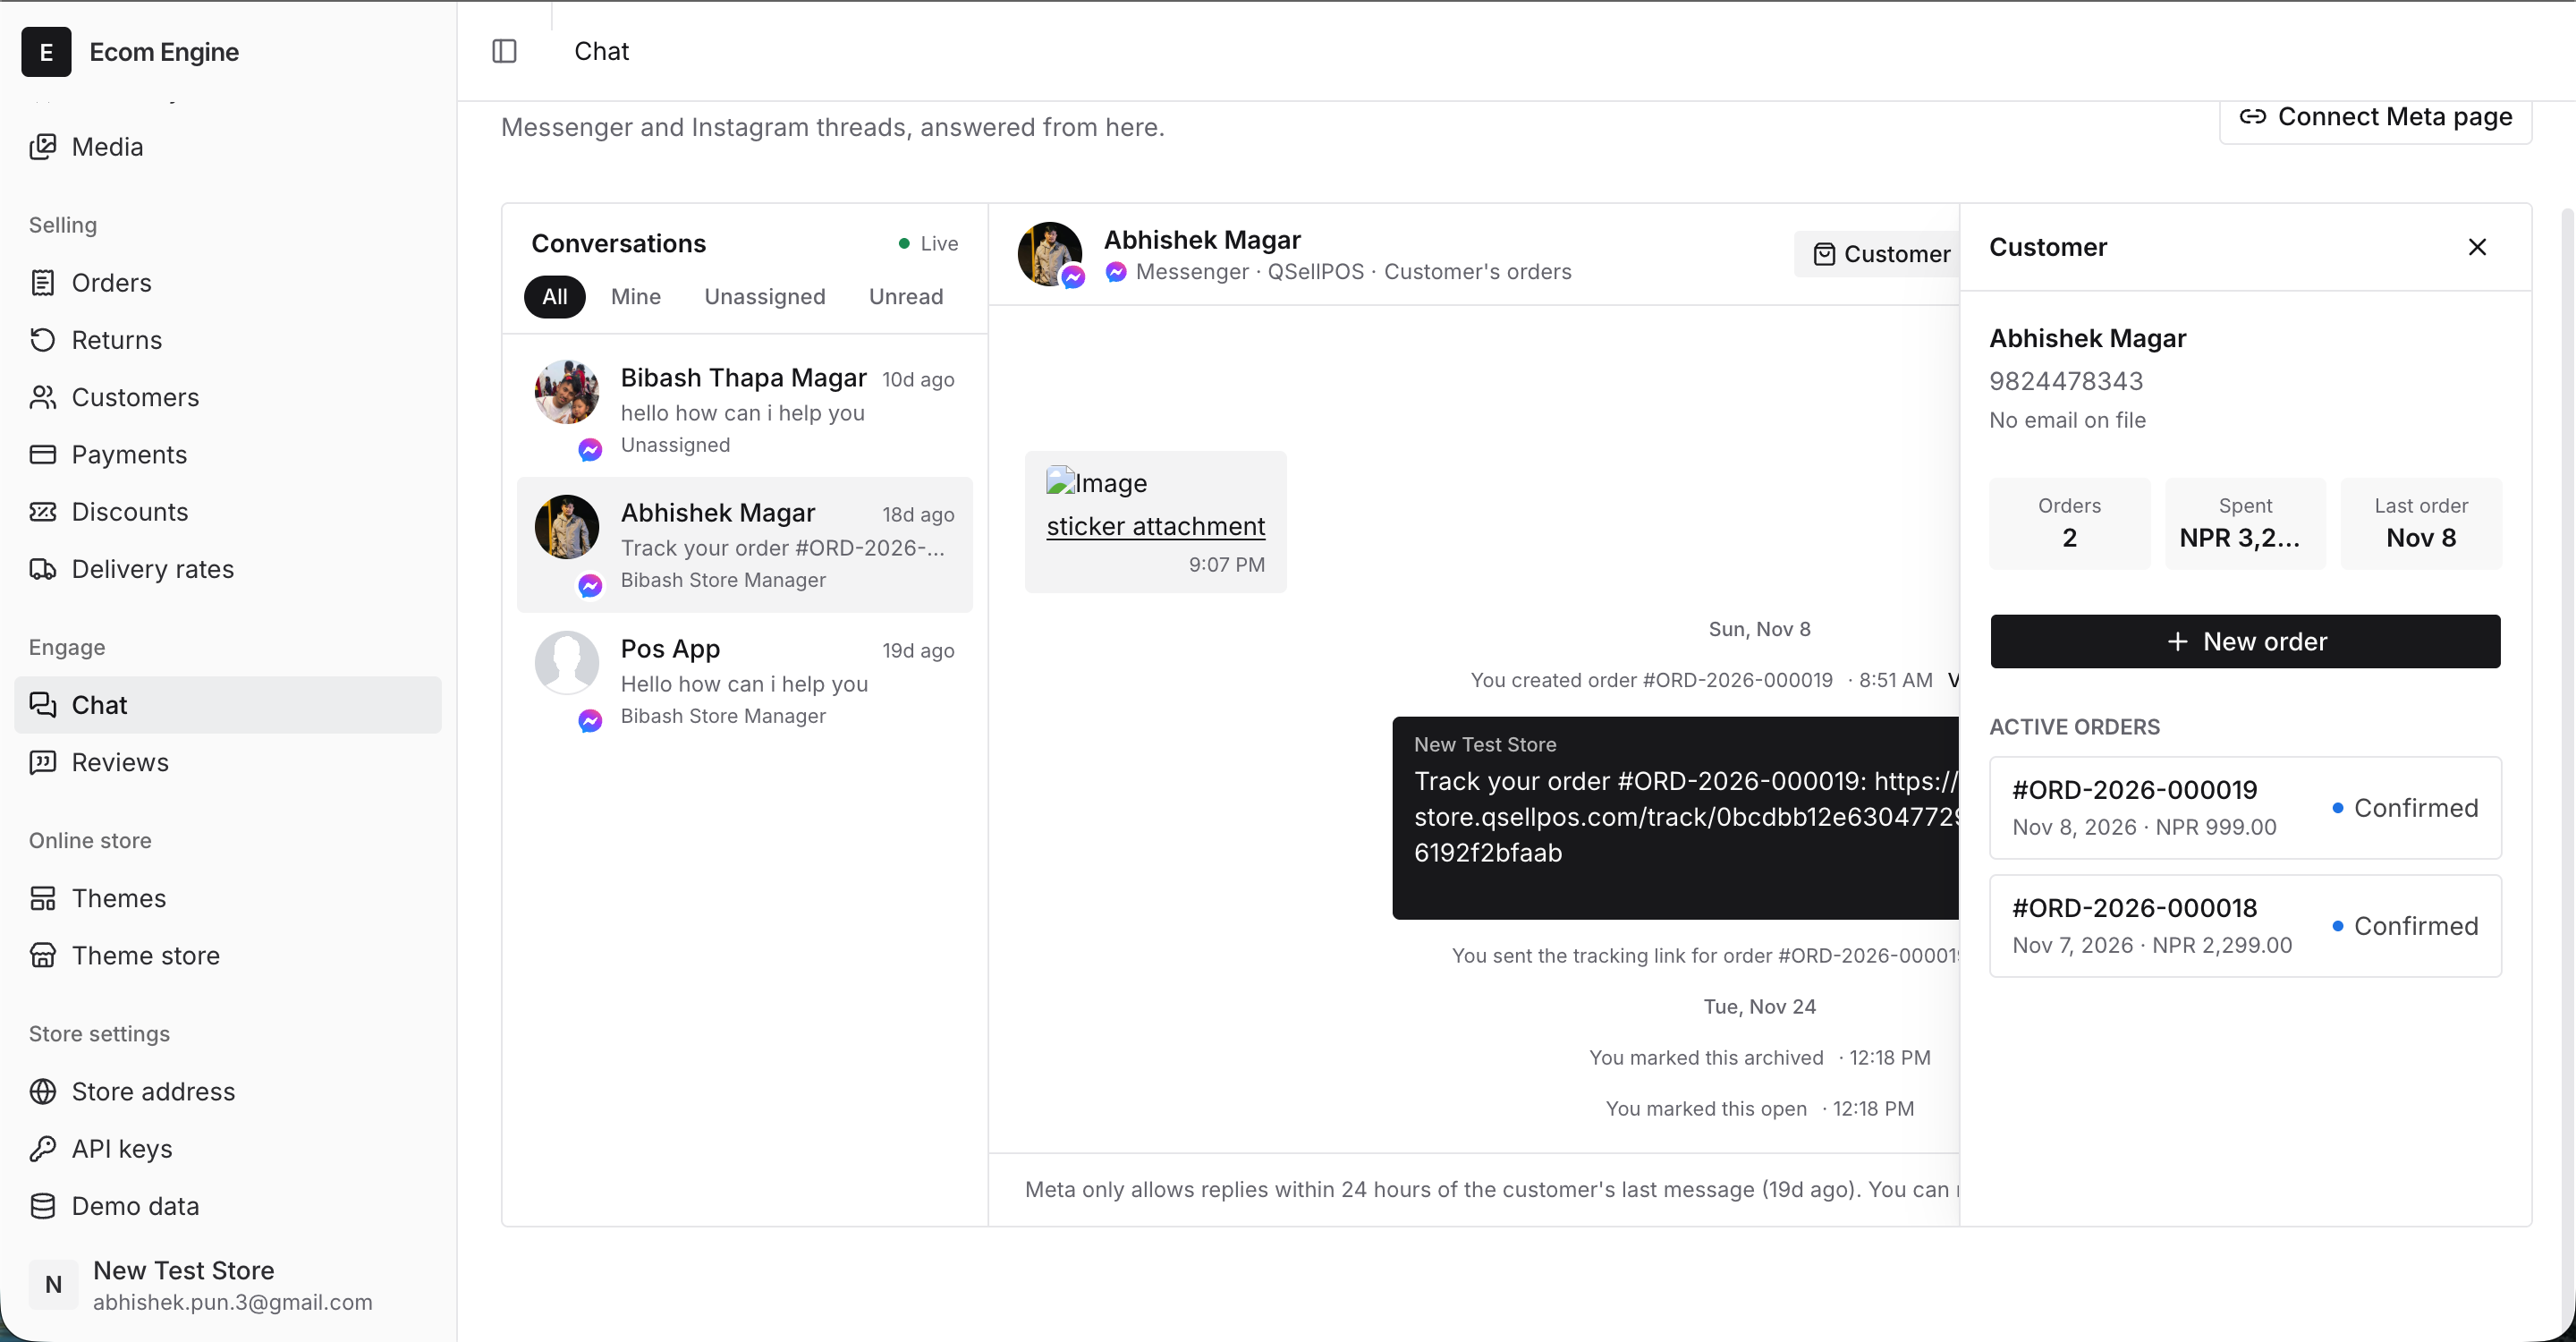 E
Ecom Engine
Media
Selling
Orders
Returns
Customers
Payments
Discounts
Delivery rates
Engage
Chat
Reviews
Online store
Themes
Theme store
Store settings
Store address
API keys
Demo data
N
New Test Store
abhishek.pun.3@gmail.com
Chat
Messenger and Instagram threads, answered from here.
Connect Meta page
Conversations
Live
All
Mine
Unassigned
Unread
Bibash Thapa Magar
10d ago
hello how can i help you
Unassigned
Abhishek Magar
18d ago
Track your order #ORD-2026-...
Bibash Store Manager
Pos App
19d ago
Hello how can i help you
Bibash Store Manager
Abhishek Magar
Messenger · QSellPOS · Customer's orders
Customer
Image
sticker attachment
9:07 PM
Sun, Nov 8
You created order #ORD-2026-000019 · 8:51 AM
New Test Store
Track your order #ORD-2026-000019: https://
store.qsellpos.com/track/0bcdbb12e6304772
6192f2bfaab
You sent the tracking link for order #ORD-2026-00001
Tue, Nov 24
You marked this archived · 12:18 PM
You marked this open · 12:18 PM
Meta only allows replies within 24 hours of the customer's last message (19d ago). You can
Customer
Abhishek Magar
9824478343
No email on file
Orders
2
Spent
NPR 3,2...
Last order
Nov 8
New order
ACTIVE ORDERS
#ORD-2026-000019
Nov 8, 2026 · NPR 999.00
Confirmed
#ORD-2026-000018
Nov 7, 2026 · NPR 2,299.00
Confirmed